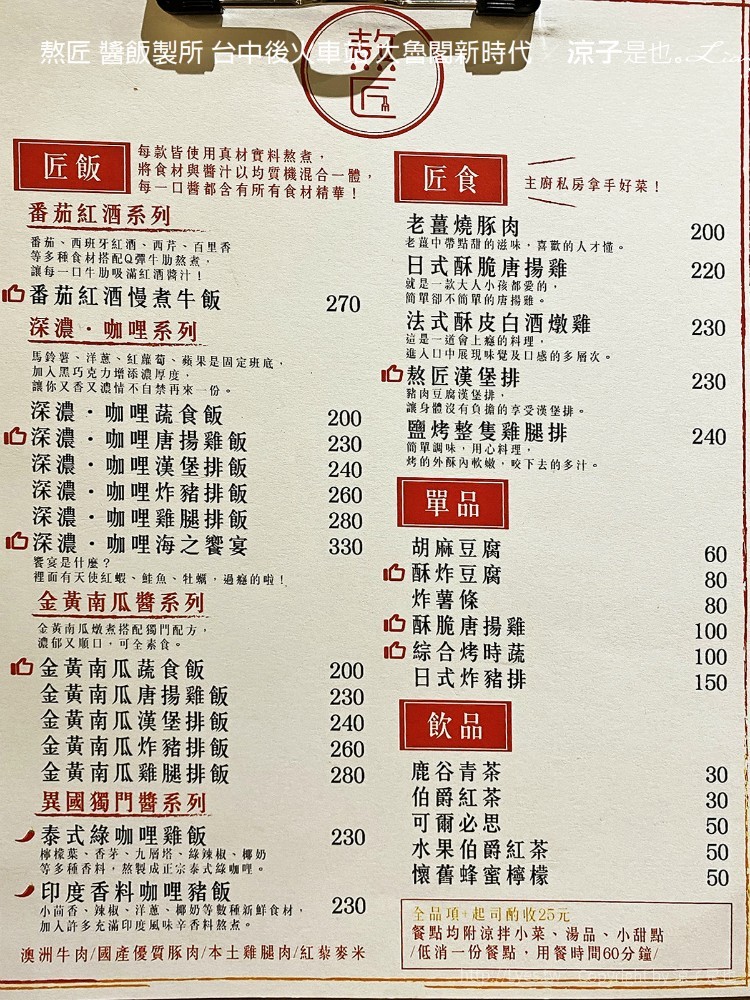 熬匠 醬飯製所 台中後火車站 大魯閣新時代
涼子是也。
熬匠
匠飯
每款皆使用真材實料熬煮，
將食材與醬汁以均質機混合一體，
每一口醬都含有所有食材精華！
番茄紅酒系列
番茄、西班牙紅酒、西芹、百里香
等多種食材搭配Q彈牛肋熬煮，
讓每一口牛肋吸滿紅酒醬汁！
番茄紅酒慢煮牛飯 270
深濃·咖哩系列
馬鈴薯、洋蔥、紅蘿蔔、蘋果是固定班底，
加入黑巧克力增添濃厚度，
讓你又香又濃情不自禁再來一份。
深濃·咖哩蔬食飯 200
深濃·咖哩唐揚雞飯 230
深濃·咖哩漢堡排飯 240
深濃·咖哩炸豬排飯 260
深濃·咖哩雞腿排飯 280
深濃·咖哩海之饗宴 330
饗宴是什麼？
裡面有天使紅蝦、鮭魚、牡蠣，過癮的啦！
金黃南瓜醬系列
金黃南瓜燉煮搭配獨門配方，
濃郁又順口，可全素食。
金黃南瓜蔬食飯 200
金黃南瓜唐揚雞飯 230
金黃南瓜漢堡排飯 240
金黃南瓜炸豬排飯 260
金黃南瓜雞腿排飯 280
異國獨門醬系列
泰式綠咖哩雞飯 230
檸檬葉、香茅、九層塔、綠辣椒、椰奶
等多種香料，熬製成正宗泰式綠咖哩。
印度香料咖哩豬飯 230
小茴香、辣椒、洋蔥、椰奶等數種新鮮食材，
加入許多充滿印度風味辛香料熬煮。
澳洲牛肉/國產優質豚肉/本土雞腿肉/紅藜麥米
匠食
主廚私房拿手好菜！
老薑燒豚肉 200
老薑中帶點甜的滋味，喜歡的人才懂。
日式酥脆唐揚雞 220
就是一款大人小孩都愛的，
簡單卻不簡單的唐揚雞。
法式酥皮白酒燉雞 230
這是一道會上癮的料理，
進入口中展現味覺及口感的多層次。
熬匠漢堡排 230
豬肉豆腐漢堡排，
讓身體沒有負擔的享受漢堡排。
鹽烤整隻雞腿排 240
簡單調味，用心料理，
烤的外酥內軟嫩，咬下去的多汁。
單品
胡麻豆腐 60
酥炸豆腐 80
炸薯條 80
酥脆唐揚雞 100
綜合烤時蔬 100
日式炸豬排 150
飲品
鹿谷青茶 30
伯爵紅茶 30
可爾必思 50
水果伯爵紅茶 50
懷舊蜂蜜檸檬 50
全品項+起司酌收25元
餐點均附涼拌小菜、湯品、小甜點
/低消一份餐點，用餐時間60分鐘/